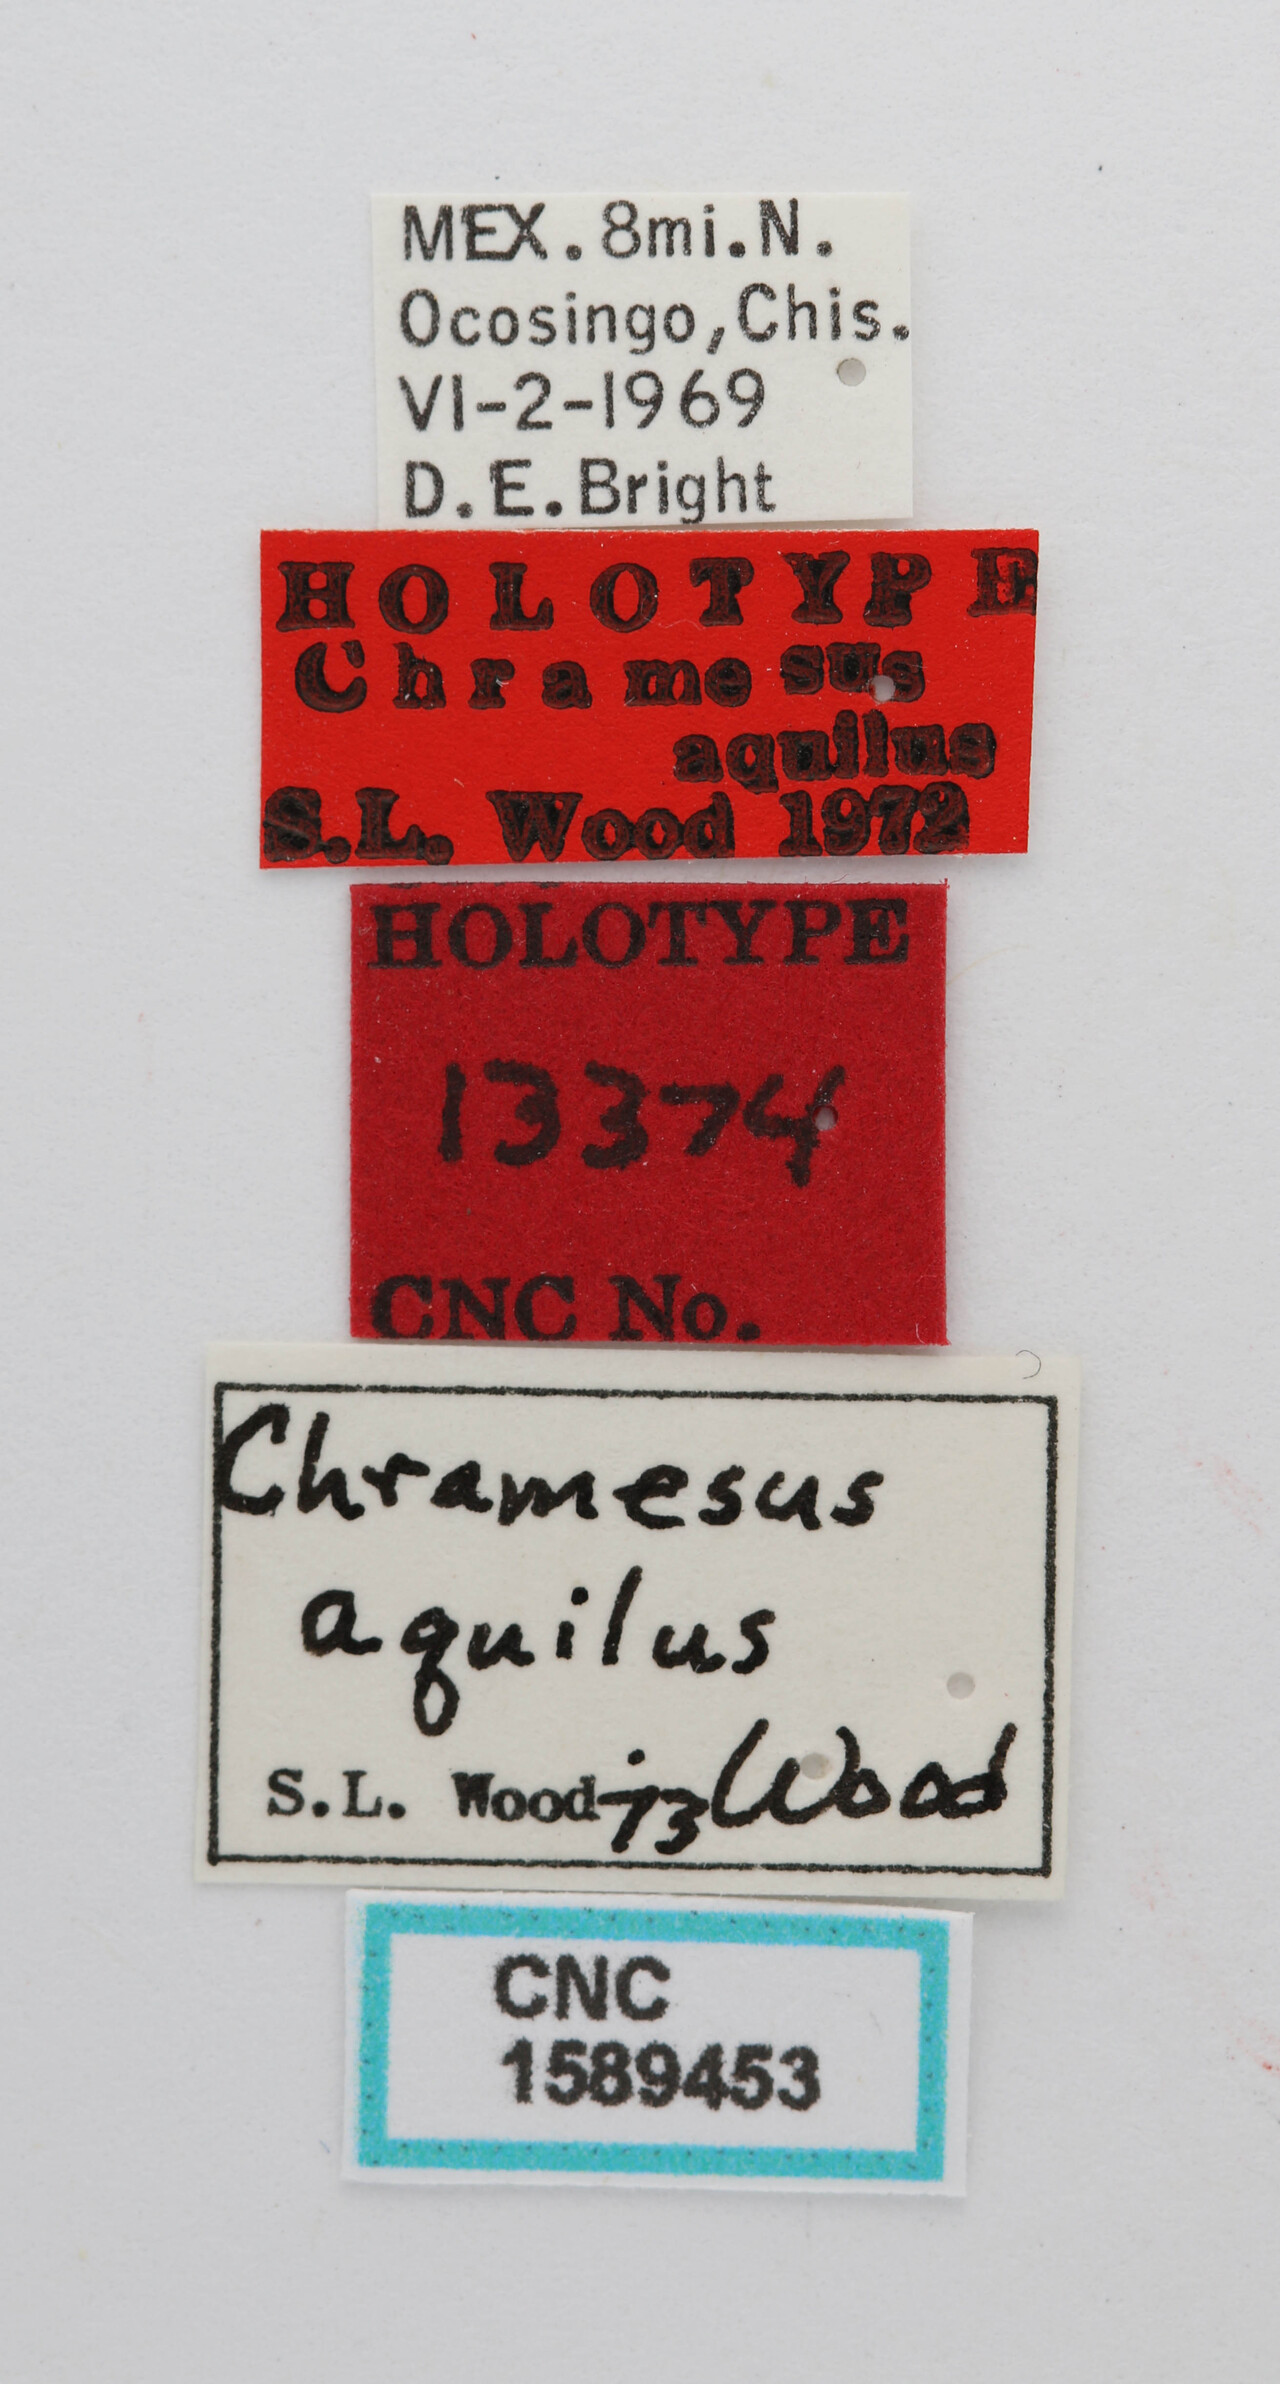 MEX. 8mi. N.
Ocosingo, Chis.
VI-2-1969
D. E. Bright
HOLOTYPE
Chramesus
aquilus
S.L. Wood 1972
HOLOTYPE
13374
CNC No.
Chramesus
aquilus
S.L. Wood-'73 Wood
CNC
1589453